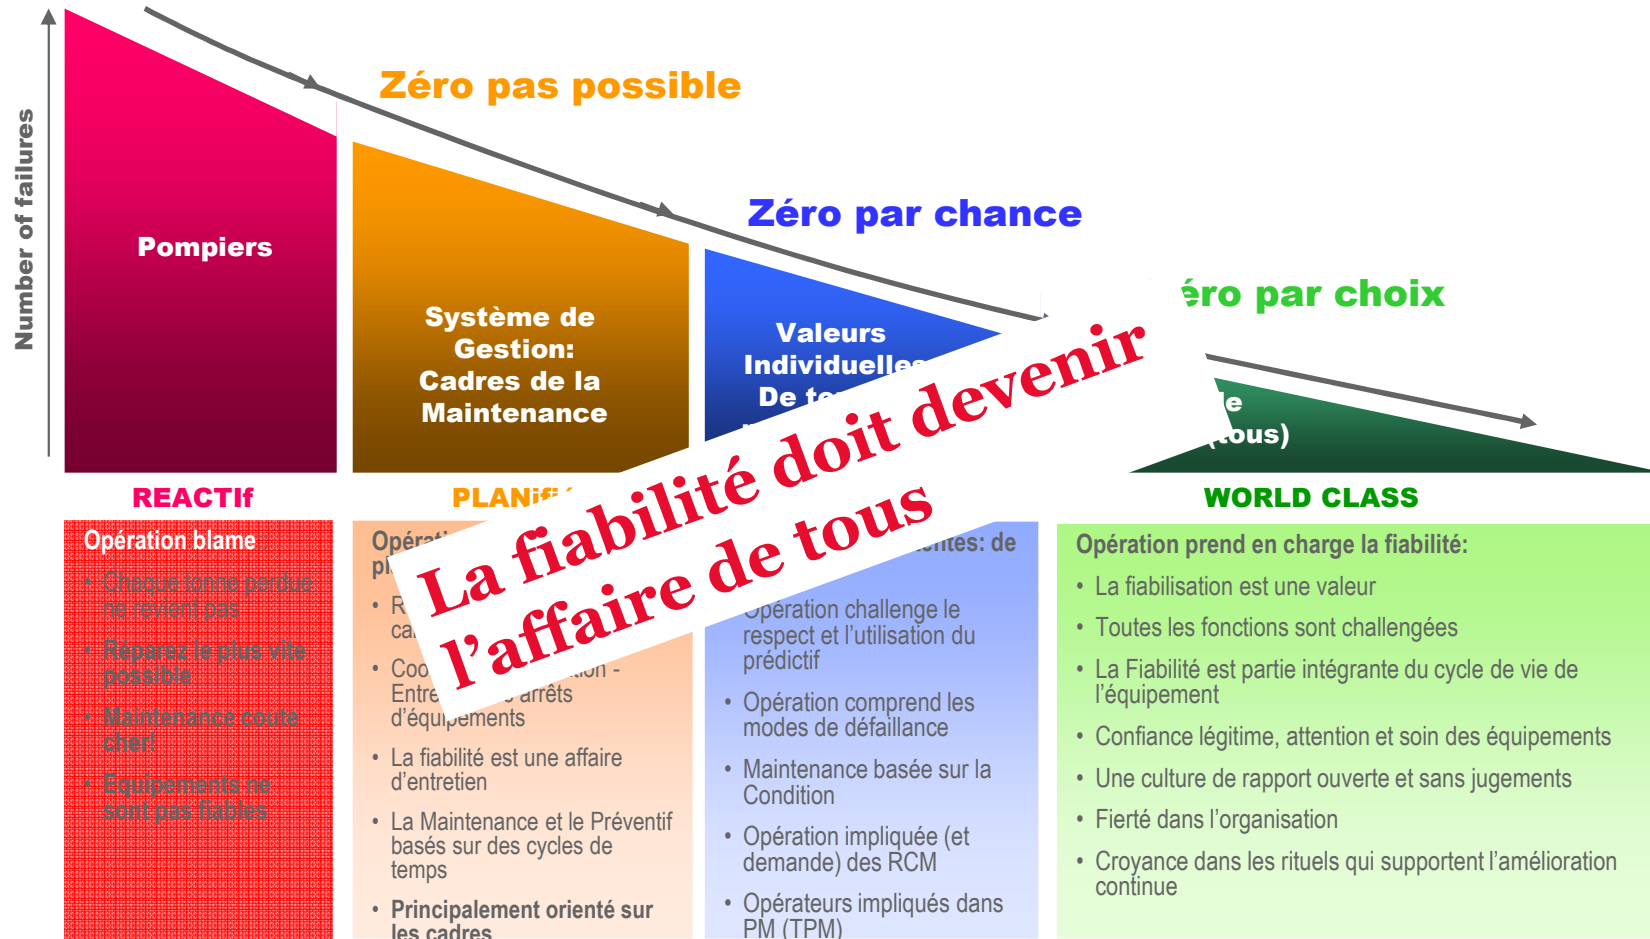 Number of failures
Zéro pas possible
Zéro par chance
éro par choix
Pompiers
Système de
Gestion:
Cadres de la
Maintenance
Valeurs
Individuelles
De
(tous)
La fiabilité doit devenir
l’affaire de tous
REACTIf
Opération blame
• Chaque tonne perdue
ne revient pas
• Réparez le plus vite
possible
• Maintenance coute
cher!
• Equipements ne
sont pas fiables
• La fiabilité est une affaire
d’entretien
• La Maintenance et le Préventif
basés sur des cycles de
temps
• Principalement orienté sur
les cadres
arrêts
d’équipements
de
Opération challenge le
respect et l’utilisation du
prédictif
• Opération comprend les
modes de défaillance
• Maintenance basée sur la
Condition
• Opération impliquée (et
demande) des RCM
• Opérateurs impliqués dans
PM (TPM)
WORLD CLASS
Opération prend en charge la fiabilité:
• La fiabilisation est une valeur
• Toutes les fonctions sont challengées
• La Fiabilité est partie intégrante du cycle de vie de
l’équipement
• Confiance légitime, attention et soin des équipements
• Une culture de rapport ouverte et sans jugements
• Fierté dans l’organisation
• Croyance dans les rituels qui supportent l’amélioration
continue